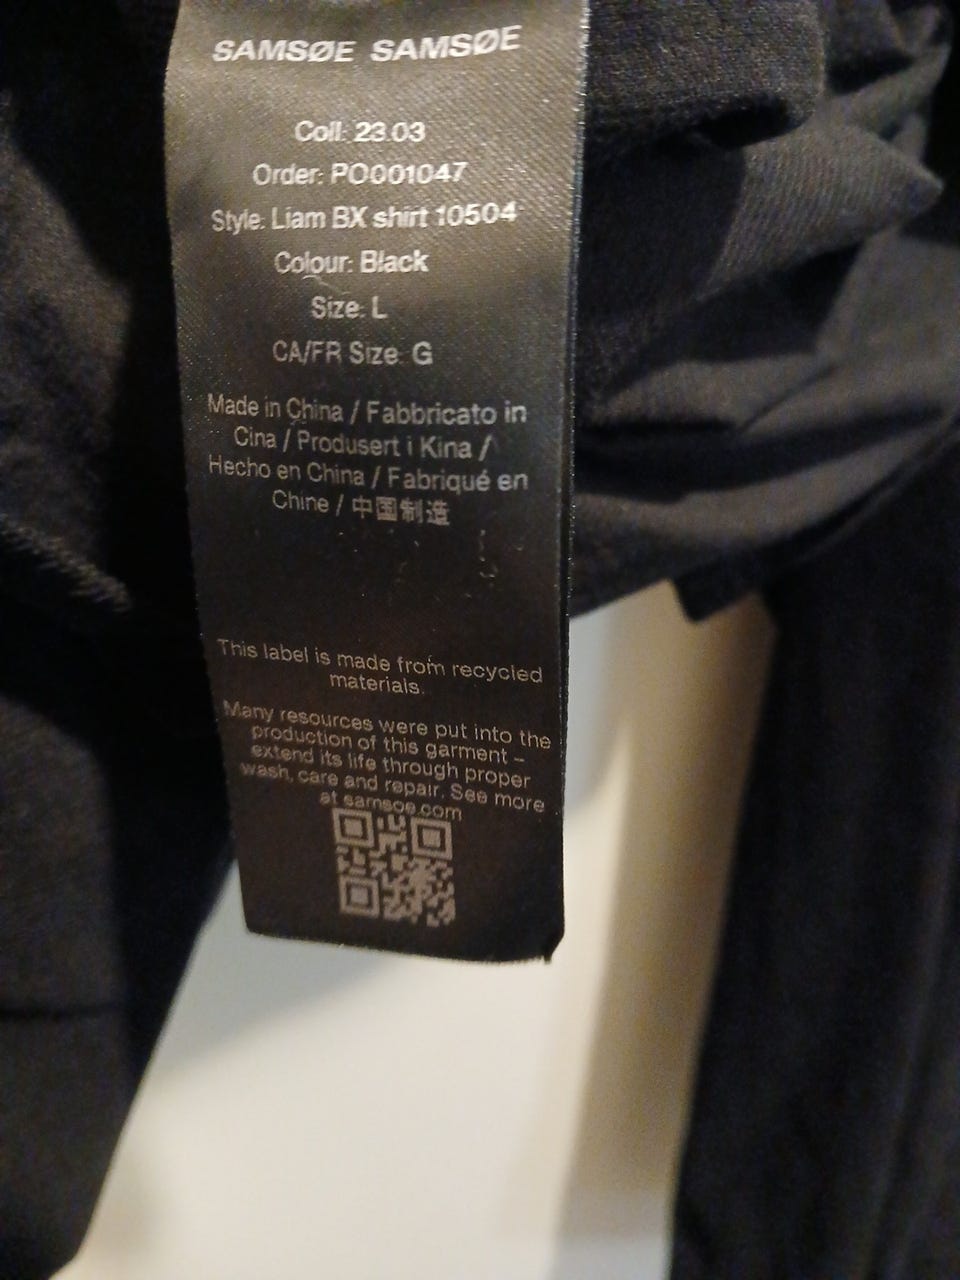 SAMSØE SAMSØE
Coll: 23.03
Order: PO001047
Style: Liam BX shirt 10504
Colour: Black
Size: L
CA/FR Size: G
Made in China / Fabbricato in
Cina / Produsert i Kina /
Hecho en China / Fabriqué en
Chine / 中国制造
This label is made from recycled
materials.
Many resources were put into the
production of this garment –
extend its life through proper
wash, care and repair. See more
at samsoe.com